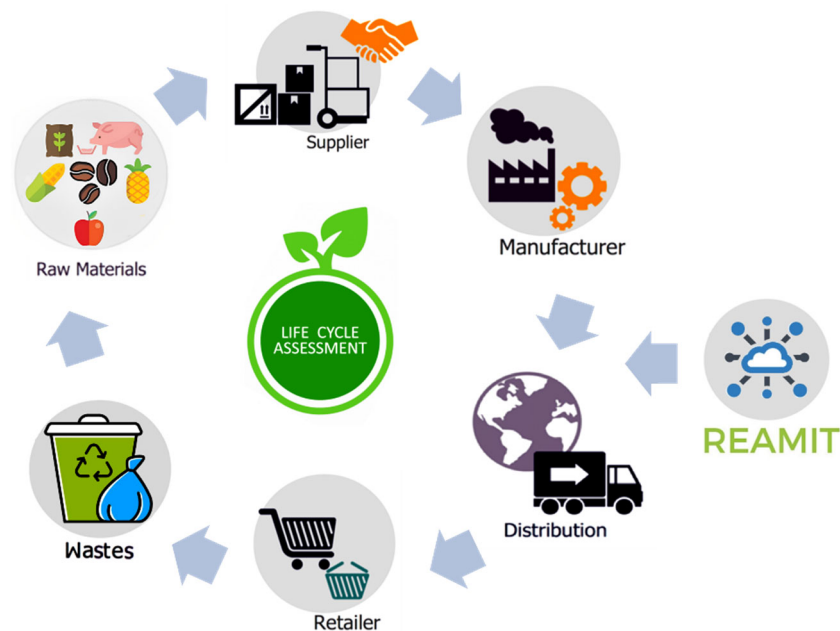 Supplier
Manufacturer
Raw Materials
LIFE CYCLE
ASSESSMENT
REAMIT
Distribution
Wastes
Retailer